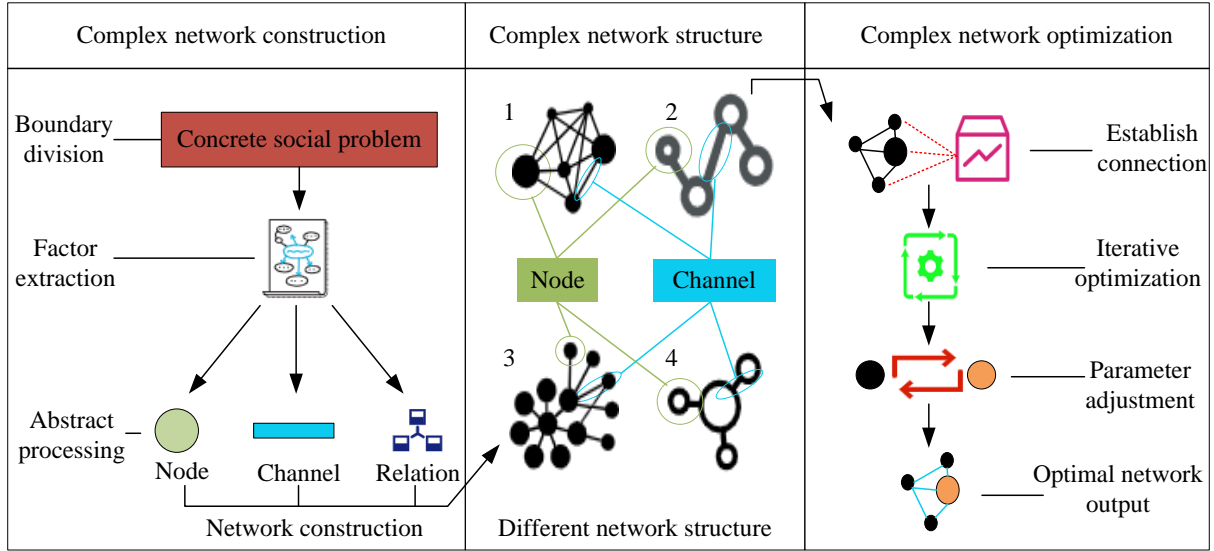 Complex network construction
Boundary
division
Concrete social problem
Factor
extraction
Abstract
processing
Node
Channel
Relation
Network construction
Complex network structure
1
2
Node
Channel
3
4
Different network structure
Complex network optimization
Establish
connection
Iterative
optimization
Parameter
adjustment
Optimal network
output